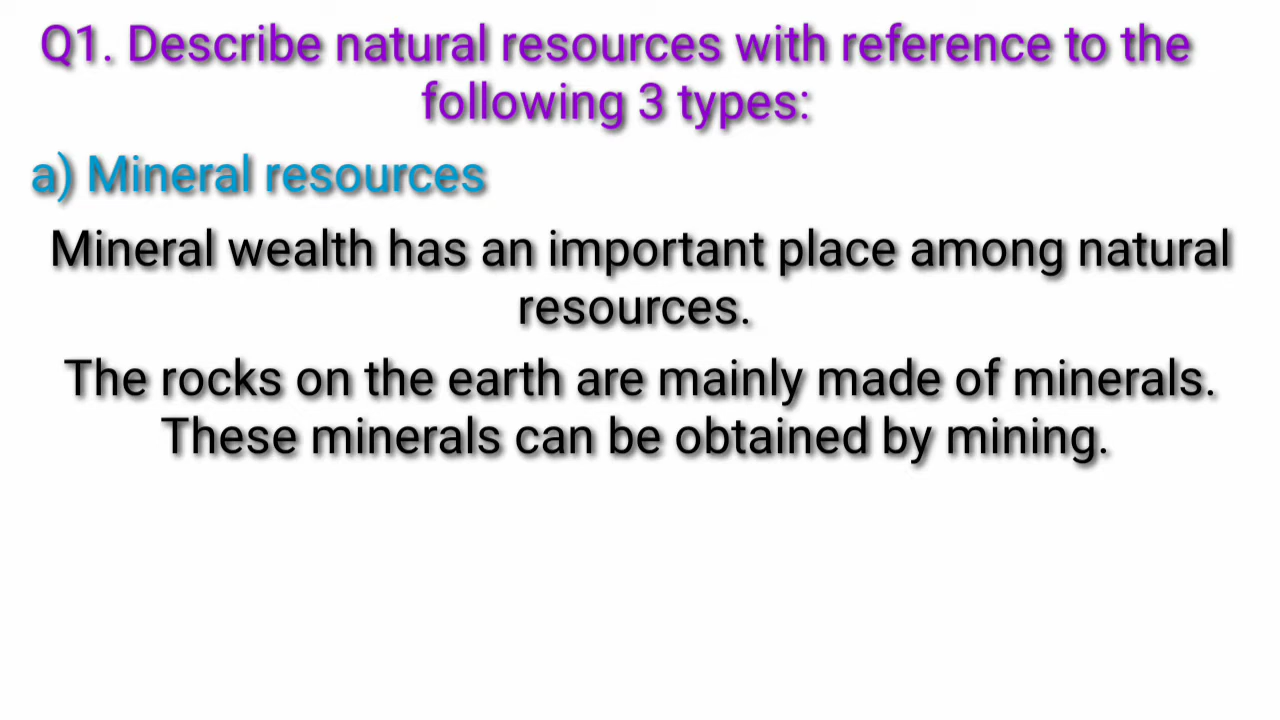 Q1. Describe natural resources with reference to the
following 3 types:
a) Mineral resources
Mineral wealth has an important place among natural
resources.
The rocks on the earth are mainly made of minerals.
These minerals can be obtained by mining.